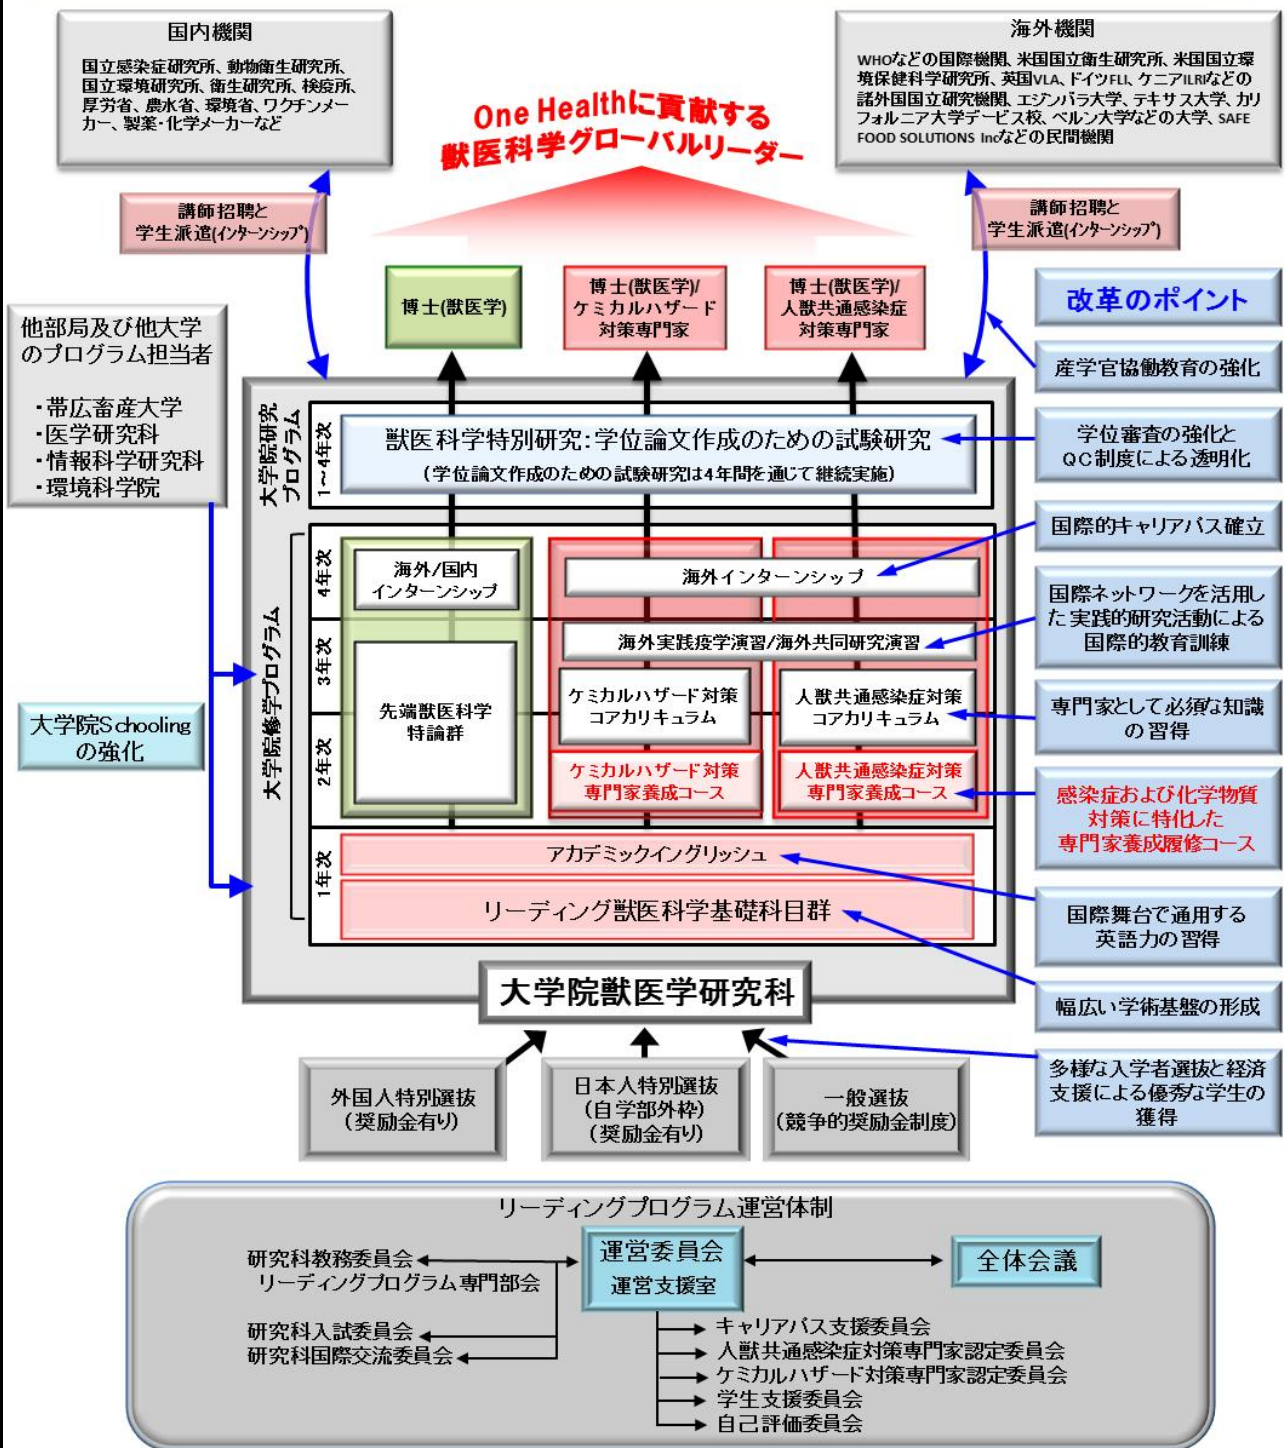 国内機関
国立感染症研究所、動物衛生研究所、
国立環境研究所、衛生研究所、検疫所、
厚労省、農水省、環境省、ワクチンメー
カー、製薬・化学メーカーなど
海外機関
WHOなどの国際機関、米国国立衛生研究所、米国国立環
境保健科学研究所、英国VLA、ドイツFLI、ケニアILRIなどの
諸外国国立研究機関、エジンバラ大学、テキサス大学、カリ
フォルニア大学デービス校、ベルン大学などの大学、SAFE
FOOD SOLUTIONS Incなどの民間機関
One Healthに貢献する
獣医科学グローバルリーダー
講師招聘と
学生派遣(インターンシップ)
講師招聘と
学生派遣(インターンシップ)
博士(獣医学)
博士(獣医学)/
ケミカルハザード
対策専門家
博士(獣医学)/
人獣共通感染症
対策専門家
改革のポイント
他部局及び他大学
のプログラム担当者
・帯広畜産大学
・医学研究科
・情報科学研究科
・環境科学院
産学官協働教育の強化
大学院研究
プログラム
1〜4年次
獣医科学特別研究：学位論文作成のための試験研究
(学位論文作成のための試験研究は4年間を通じて継続実施)
学位審査の強化と
QC制度による透明化
大学院修学プログラム
4年次
海外/国内
インターンシップ
海外インターンシップ
国際的キャリアパス確立
3年次
海外実践疫学演習/海外共同研究演習
国際ネットワークを活用し
た実践的研究活動による
国際的教育訓練
先端獣医科学
特論群
ケミカルハザード対策
コアカリキュラム
人獣共通感染症対策
コアカリキュラム
専門家として必須な知識
の習得
大学院Schooling
の強化
2年次
ケミカルハザード対策
専門家養成コース
人獣共通感染症対策
専門家養成コース
感染症および化学物質
対策に特化した
専門家養成履修コース
1年次
アカデミックイングリッシュ
リーディング獣医科学基礎科目群
国際舞台で通用する
英語力の習得
大学院獣医学研究科
幅広い学術基盤の形成
外国人特別選抜
(奨励金有り)
日本人特別選抜
(自学部外枠)
(奨励金有り)
一般選抜
(競争的奨励金制度)
多様な入学者選抜と経済
支援による優秀な学生の
獲得
リーディングプログラム運営体制
研究科教務委員会
リーディングプログラム専門部会
運営委員会
運営支援室
全体会議
研究科入試委員会
研究科国際交流委員会
キャリアパス支援委員会
人獣共通感染症対策専門家認定委員会
ケミカルハザード対策専門家認定委員会
学生支援委員会
自己評価委員会